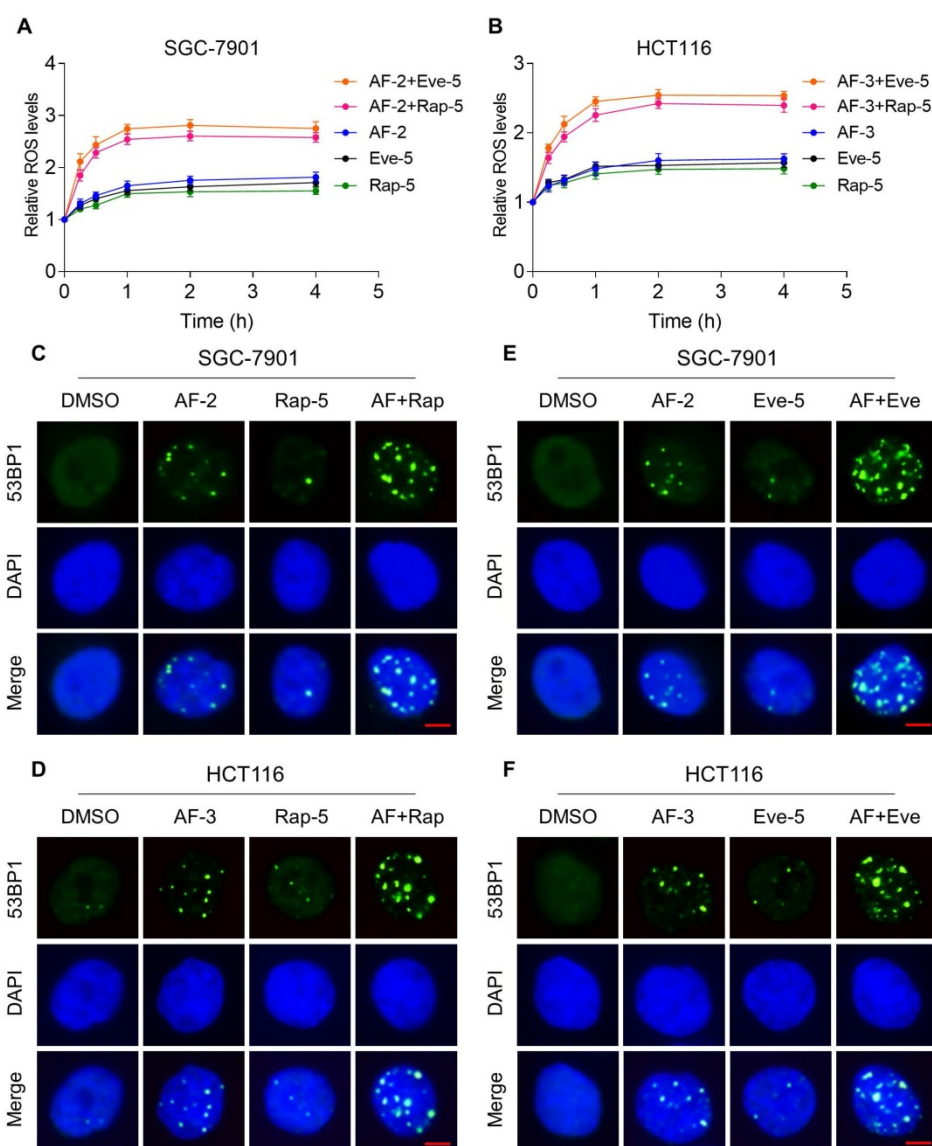 A
SGC-7901
Relative ROS levels
4
3
2
1
0
0 1 2 3 4 5
Time (h)
AF-2+Eve-5
AF-2+Rap-5
AF-2
Eve-5
Rap-5
B
HCT116
Relative ROS levels
3
2
1
0
0 1 2 3 4 5
Time (h)
AF-3+Eve-5
AF-3+Rap-5
AF-3
Eve-5
Rap-5
C
SGC-7901
DMSO AF-2 Rap-5 AF+Rap
53BP1
DAPI
Merge
E
SGC-7901
DMSO AF-2 Eve-5 AF+Eve
53BP1
DAPI
Merge
D
HCT116
DMSO AF-3 Rap-5 AF+Rap
53BP1
DAPI
Merge
F
HCT116
DMSO AF-3 Eve-5 AF+Eve
53BP1
DAPI
Merge